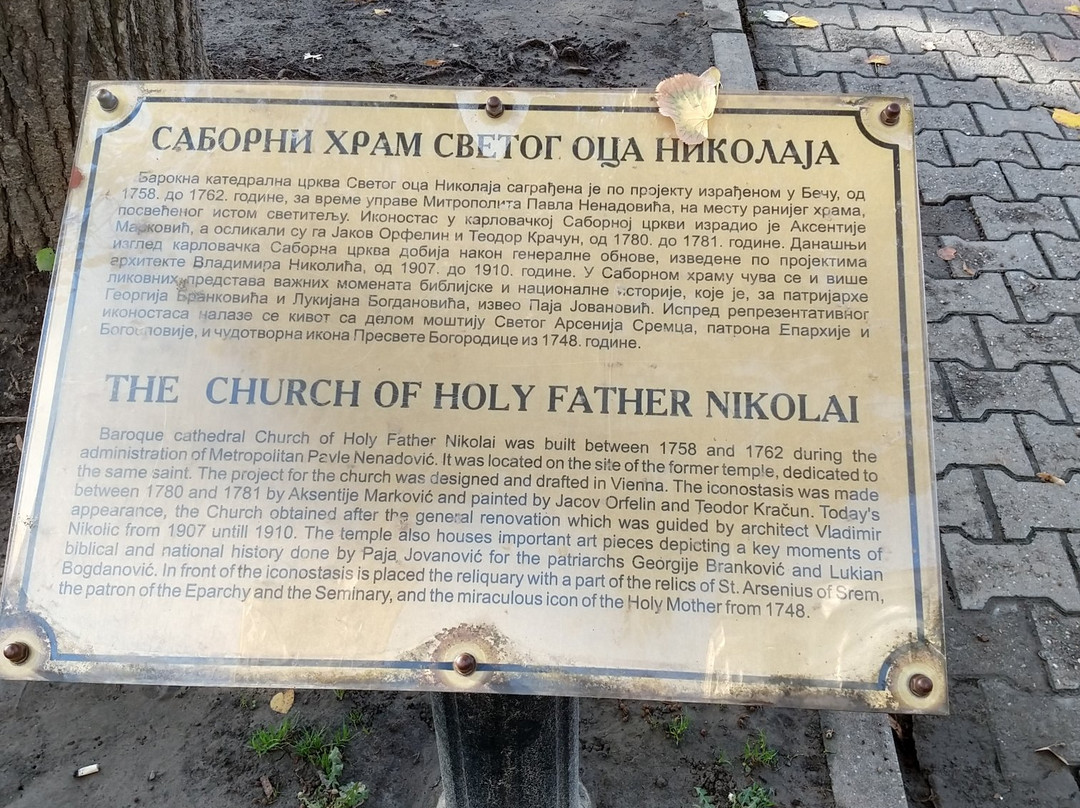 САБОРНИ ХРАМ СВЕТОГ ОЦА НИКОЛАЈА
Барокна катедрална црква Светог оца Николаја саграђена је по пројекту израђеном у Бечу, од
1758. до 1762. године, за време управе Митрополита Павла Ненадовића, на месту ранијег храма,
посвећеног истом светитељу. Иконостас у карловачкој Саборној цркви израдио је Аксентије
Марковић, а осликали су га Јаков Орфелин и Теодор Крачун, од 1780. до 1781. године. Данашњи
изглед карловачка Саборна црква добија након генералне обнове, изведене по пројектима
архитекте Владимира Николића, од 1907. до 1910. године. У Саборном храму чува се и више
ликовних представа важних момената библијске и националне историје, које је, за патријархе
Георгија Бранковића и Лукијана Богдановића, извео Паја Јовановић. Испред репрезентативног
иконостаса налазе се кивот са делом моштију Светог Арсенија Сремца, патрона Епархије и
Богословије, и чудотворна икона Пресвете Богородице из 1748. године.
THE CHURCH OF HOLY FATHER NIKOLAI
Baroque cathedral Church of Holy Father Nikolai was built between 1758 and 1762 during the
administration of Metropolitan Pavle Nenadović. It was located on the site of the former temple, dedicated to
the same saint. The project for the church was designed and drafted in Vienna. The iconostasis was made
between 1780 and 1781 by Aksentije Marković and painted by Jacov Orfelin and Teodor Kračun. Today's
appearance, the Church obtained after the general renovation which was guided by architect Vladimir
Nikolic from 1907 untill 1910. The temple also houses important art pieces depicting a key moments of
biblical and national history done by Paja Jovanović for the patriarchs Georgije Branković and Lukian
Bogdanović. In front of the iconostasis is placed the reliquary with a part of the relics of St. Arsenius of Srem,
the patron of the Eparchy and the Seminary, and the miraculous icon of the Holy Mother from 1748.